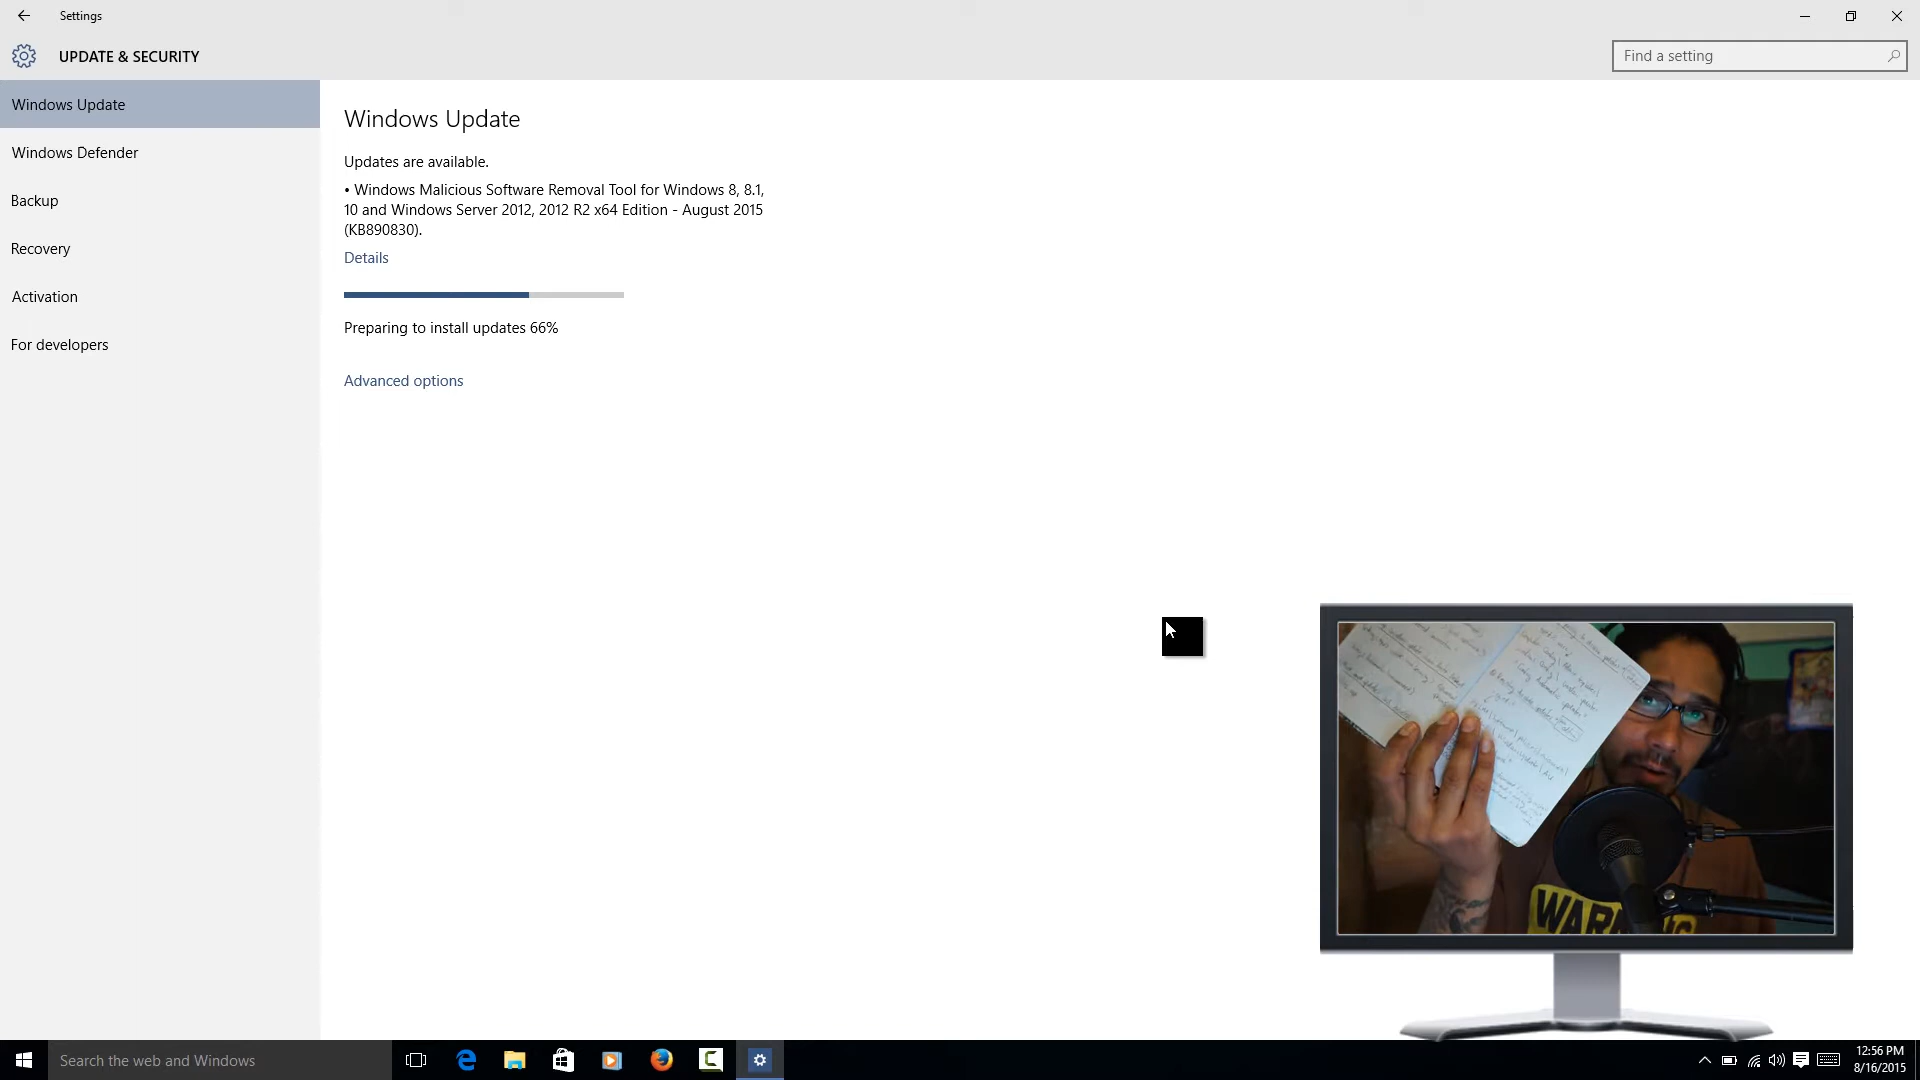 Settings
UPDATE & SECURITY
Find a setting
Windows Update
Windows Defender
Backup
Recovery
Activation
For developers
Windows Update
Updates are available.
• Windows Malicious Software Removal Tool for Windows 8, 8.1,
10 and Windows Server 2012, 2012 R2 x64 Edition - August 2015
(KB890830).
Details
Preparing to install updates 66%
Advanced options
Search the web and Windows
12:56 PM
8/16/2015